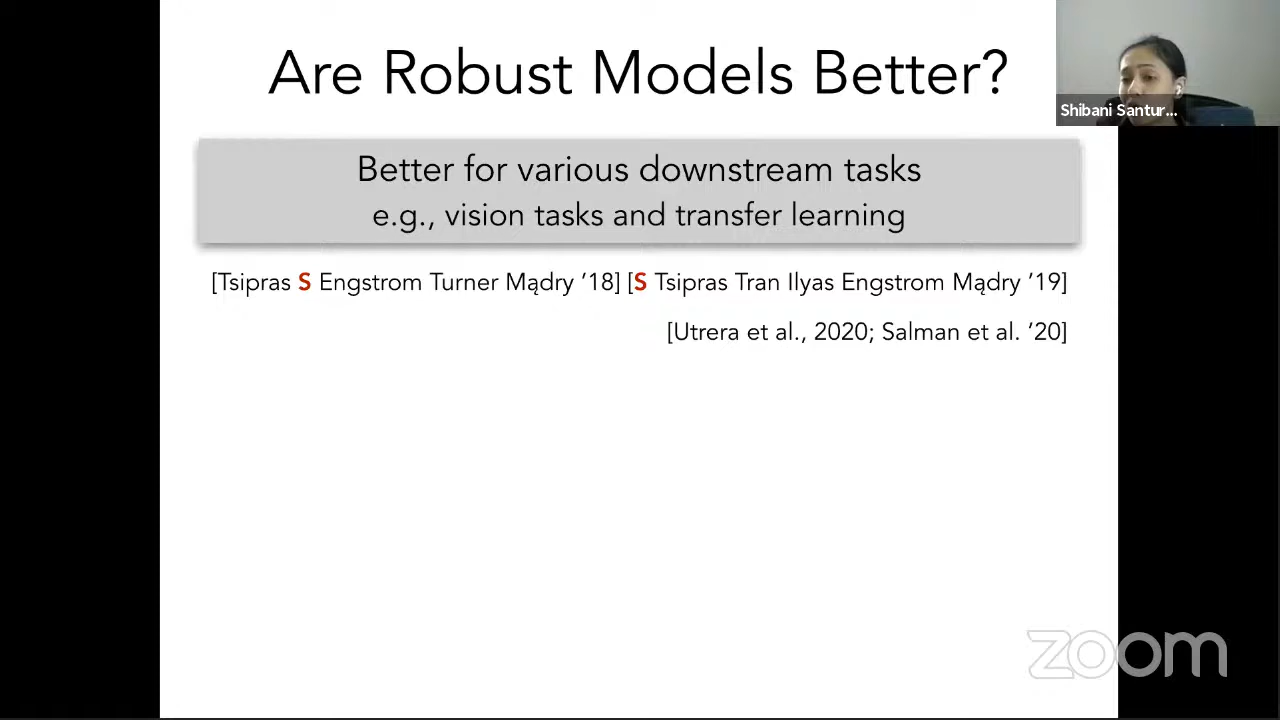 Are Robust Models Better?
Shibani Santur...
Better for various downstream tasks
e.g., vision tasks and transfer learning
[Tsipras S Engstrom Turner Mądry ’18] [S Tsipras Tran Ilyas Engstrom Mądry ’19]
[Utrera et al., 2020; Salman et al. ’20]
zoom